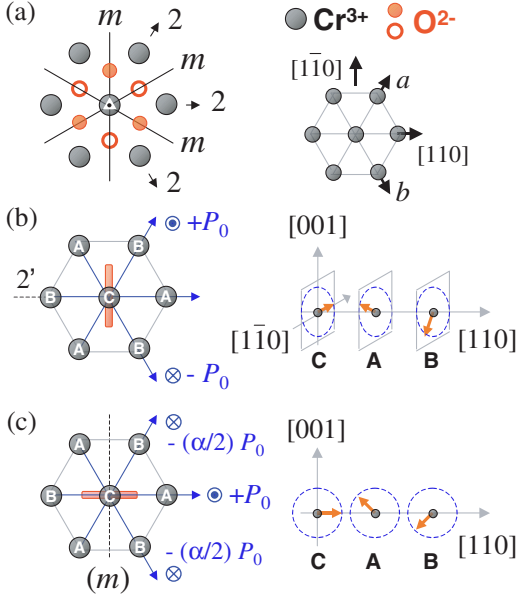 (a)
m
2
Cr³⁺
O²⁻
m
A
2
m
2
[11̄0]
a
[110]
b
(b)
+P₀
A
B
2'
B
C
A
A
B
- P₀
[001]
[11̄0]
C
A
B
[110]
(c)
- (α/2) P₀
A
B
B
C
A
+P₀
A
B
- (α/2) P₀
(m)
[001]
C
A
B
[110]